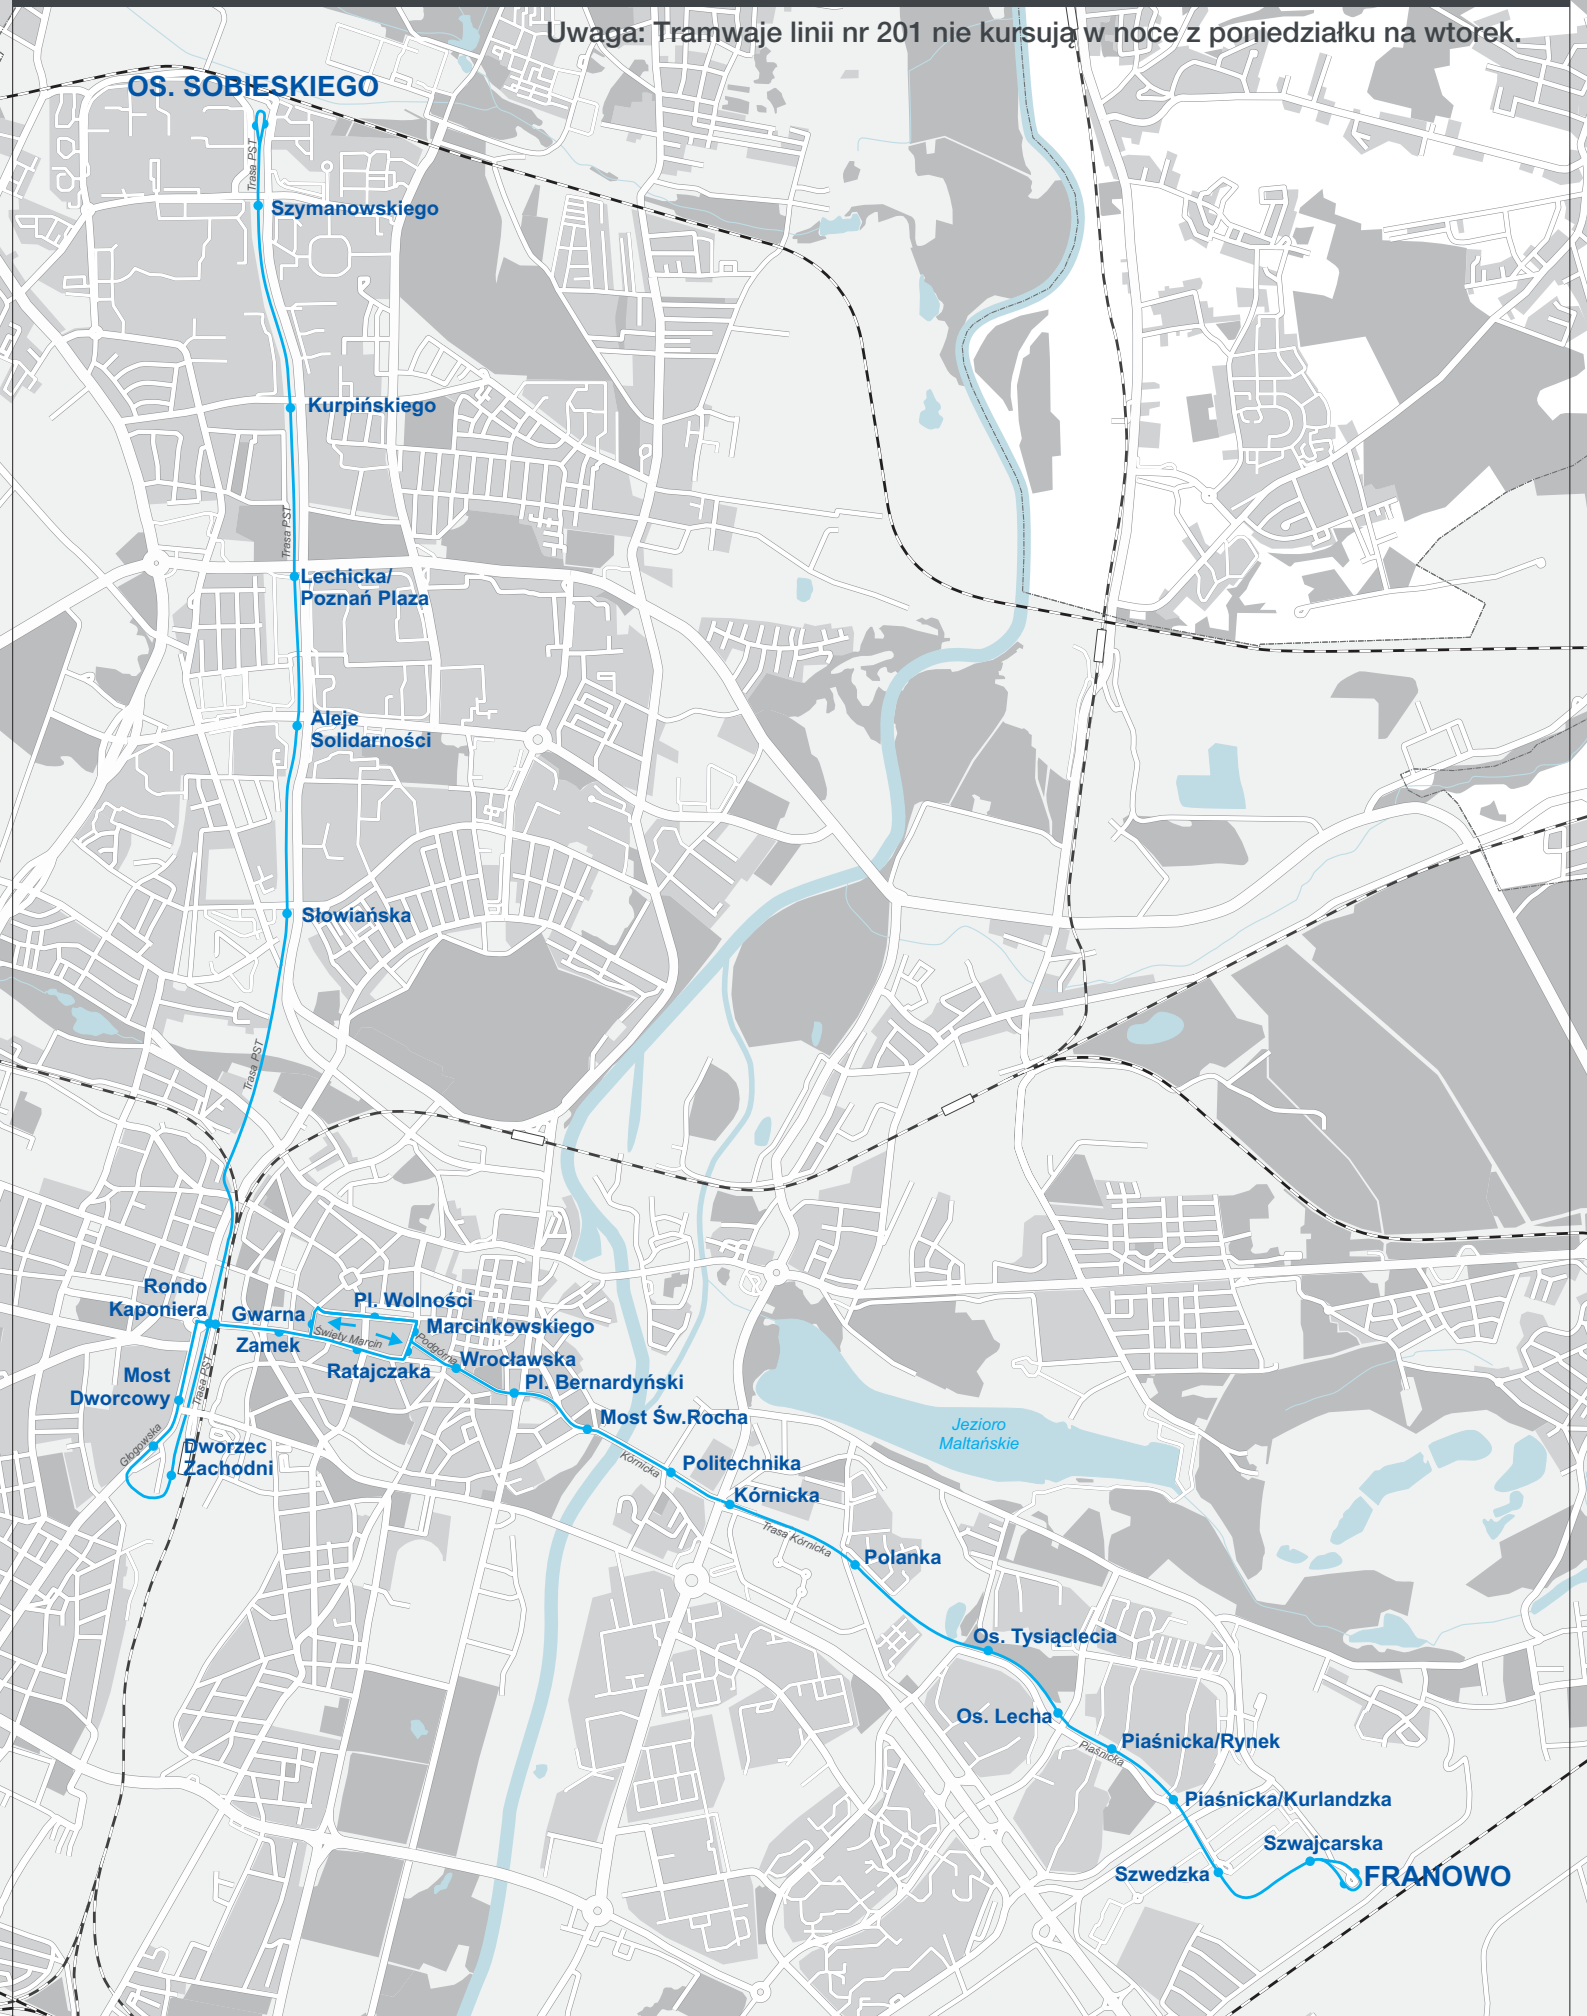 Uwaga: Tramwaje linii nr 201 nie kursują w noce z poniedziałku na wtorek.
OS. SOBIESKIEGO
Trasa PST
Szymanowskiego
Kurpińskiego
Trasa PST
Lechicka/
Poznań Plaza
Aleje
Solidarności
Słowiańska
Trasa PST
Rondo
Kaponiera
Gwarna
Pl. Wolności
Marcinkowskiego
Święty Marcin
Podgórna
Zamek
Ratajczaka
Wrocławska
Trasa PST
Most
Dworcowy
Pl. Bernardyński
Most Św.Rocha
Głogowska
Dworzec
Zachodni
Jezioro
Maltańskie
Kórnicka
Politechnika
Kórnicka
Trasa Kórnicka
Polanka
Os. Tysiąclecia
Os. Lecha
Piaśnicka
Piaśnicka/Rynek
Piaśnicka/Kurlandzka
Szwajcarska
Szwedzka
FRANOWO